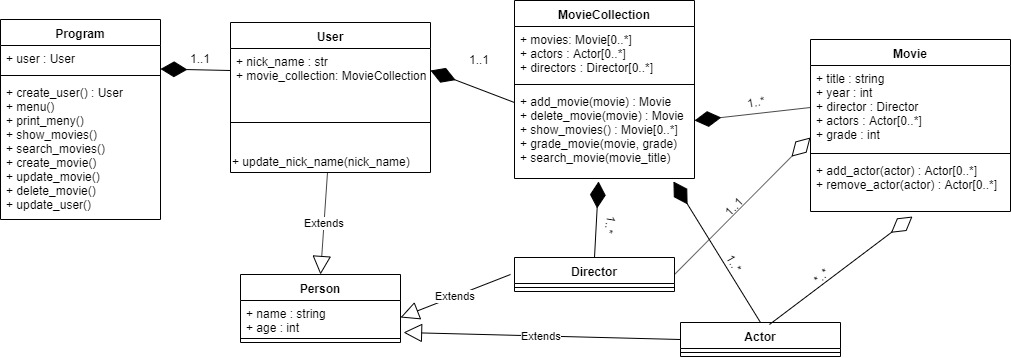 Program
+ user : User
+ create_user() : User
+ menu()
+ print_meny()
+ show_movies()
+ search_movies()
+ create_movie()
+ update_movie()
+ delete_movie()
+ update_user()
1..1
User
+ nick_name : str
+ movie_collection: MovieCollection
+ update_nick_name(nick_name)
1..1
MovieCollection
+ movies: Movie[0..*]
+ actors : Actor[0..*]
+ directors : Director[0..*]
+ add_movie(movie) : Movie
+ delete_movie(movie) : Movie
+ show_movies() : Movie[0..*]
+ grade_movie(movie, grade)
+ search_movie(movie_title)
1..*
Movie
+ title : string
+ year : int
+ director : Director
+ actors : Actor[0..*]
+ grade : int
+ add_actor(actor) : Actor[0..*]
+ remove_actor(actor) : Actor[0..*]
Extends
1..*
1..1
1..*
*..*
Person
+ name : string
+ age : int
Extends
Director
Extends
Actor